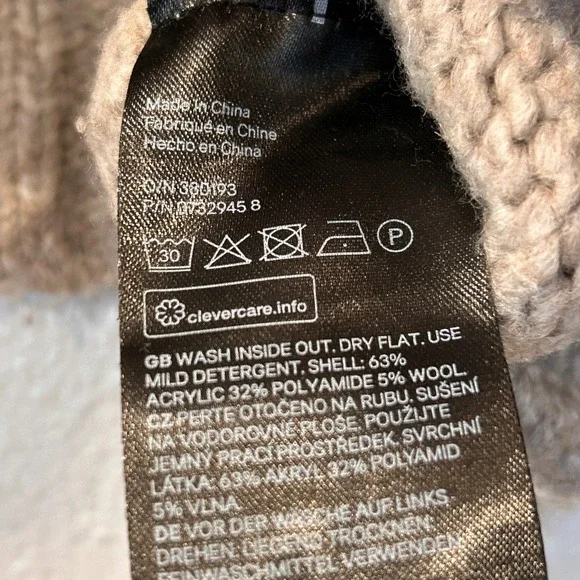 Made in China
Fabriqué en Chine
Hecho en China
O/N 380193
P/N 0732945 8
30
P
clevercare.info
GB WASH INSIDE OUT. DRY FLAT. USE
MILD DETERGENT. SHELL: 63%
ACRYLIC 32% POLYAMIDE 5% WOOL.
CZ PERTE OTOČENO NA RUBU. SUŠENÍ
NA VODOROVNÉ PLOŠE. POUŽIJTE
JEMNÝ PRACÍ PROSTŘEDEK. SVRCHNÍ
LÁTKA: 63% AKRYL 32% POLYAMID
5% VLNA.
DE VOR DER WÄSCHE AUF LINKS
DREHEN. LIEGEND TROCKNEN.
FEINWASCHMITTEL VERWENDEN.